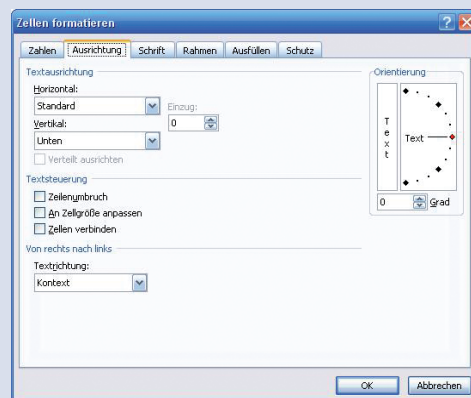 Zellen formatieren
Zahlen Ausrichtung Schrift Rahmen Ausfüllen Schutz
Textausrichtung
Horizontal:
Standard
Einzug:
Vertikal:
0
Unten
Verteilt ausrichten
Textsteuerung
Zeilenumbruch
An Zellgröße anpassen
Zellen verbinden
Von rechts nach links
Textrichtung:
Kontext
Orientierung
Text
Text
0 Grad
OK Abbrechen